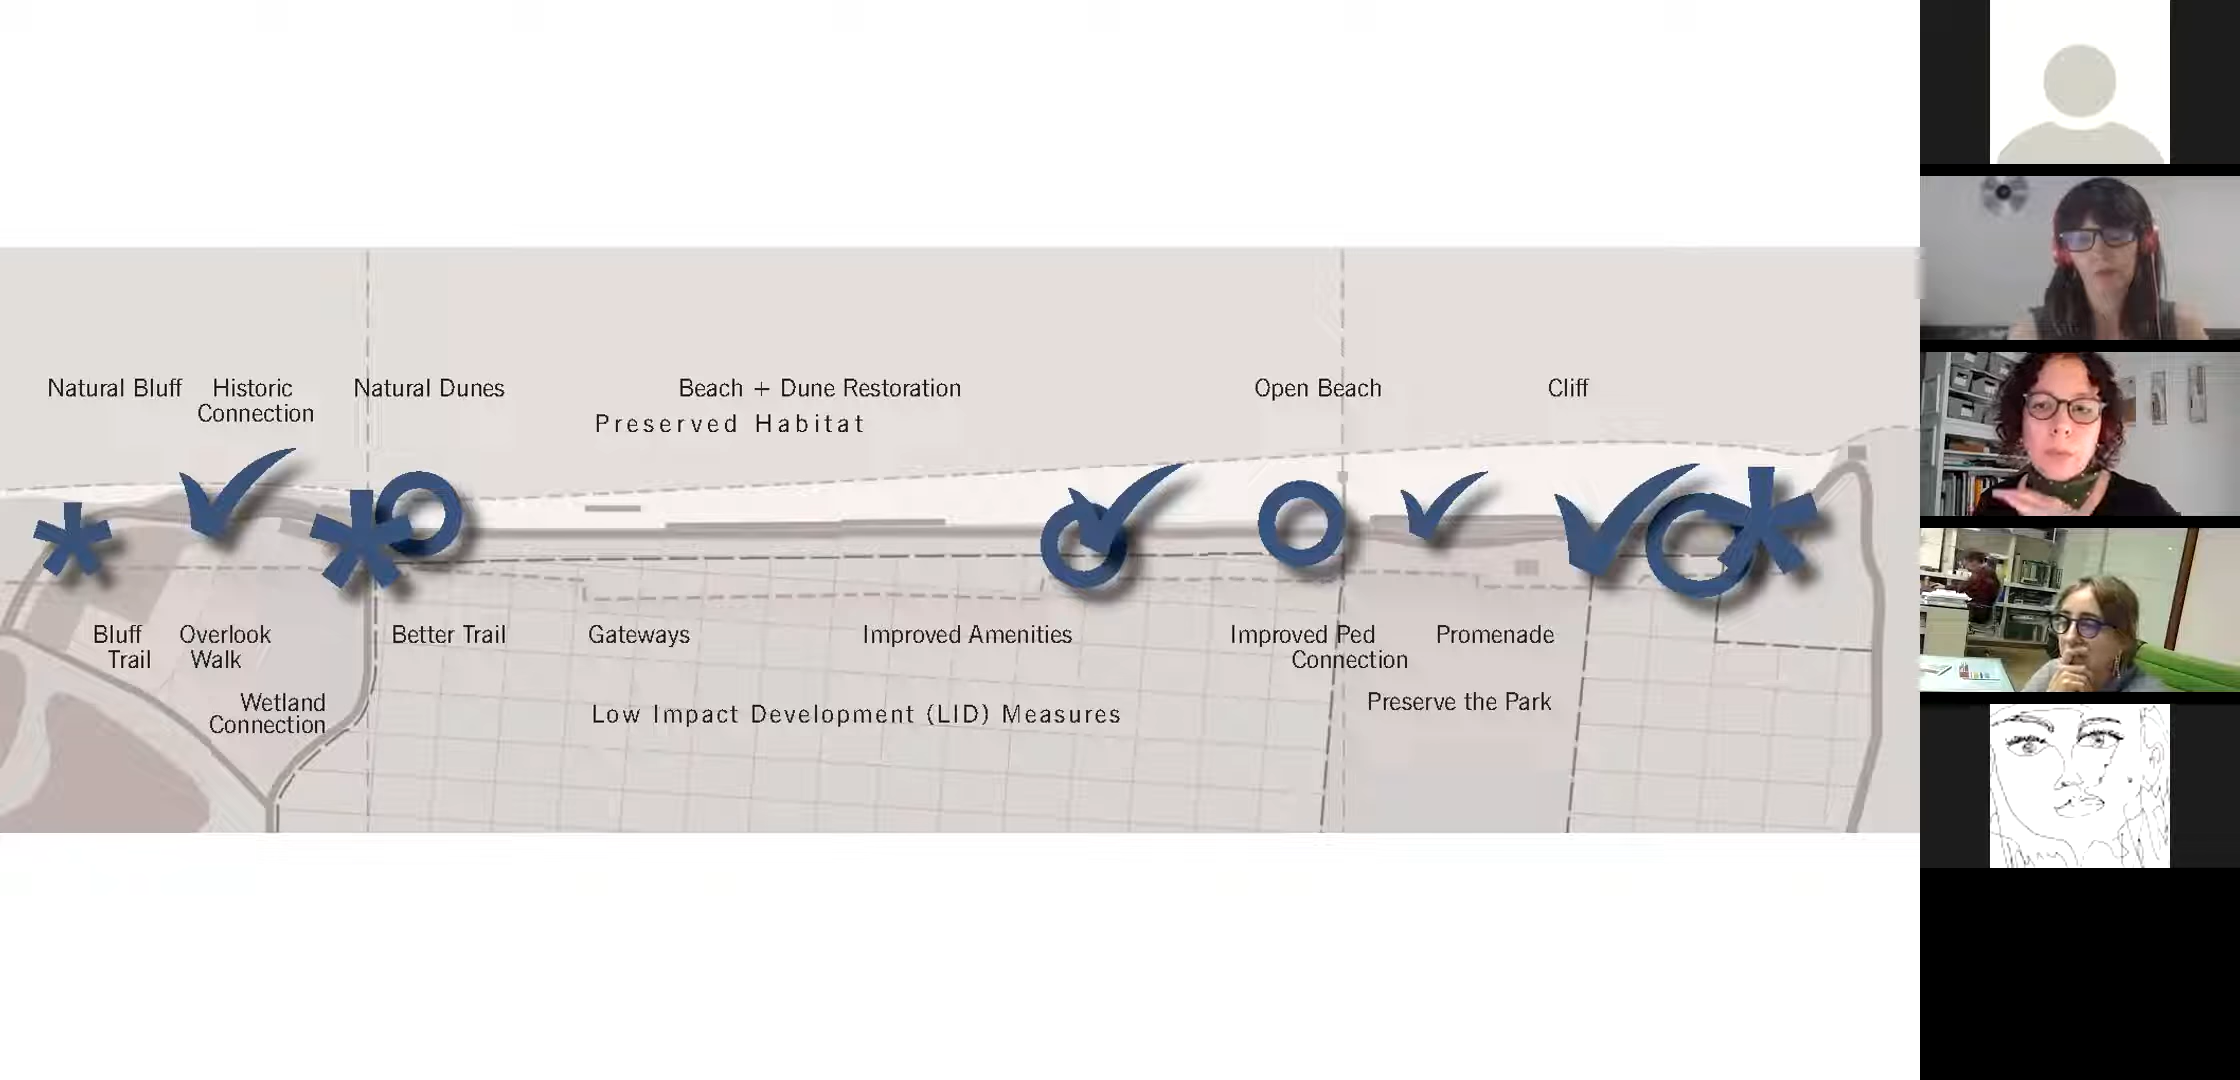 Natural Bluff
Historic
Connection
Natural Dunes
Beach + Dune Restoration
Preserved Habitat
Open Beach
Cliff
Bluff
Trail
Overlook
Walk
Wetland
Connection
Better Trail
Gateways
Improved Amenities
Low Impact Development (LID) Measures
Improved Ped
Connection
Promenade
Preserve the Park